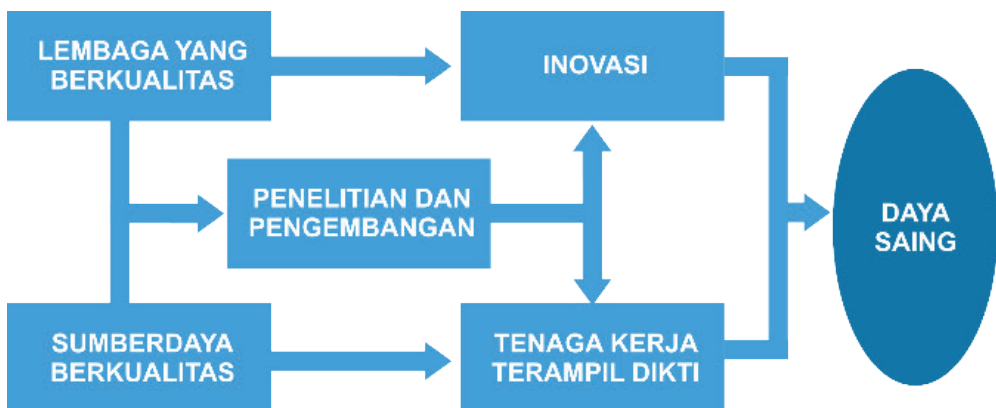 LEMBAGA YANG
BERKUALITAS
INOVASI
PENELITIAN DAN
PENGEMBANGAN
DAYA
SAING
SUMBERDAYA
BERKUALITAS
TENAGA KERJA
TERAMPIL DIKTI